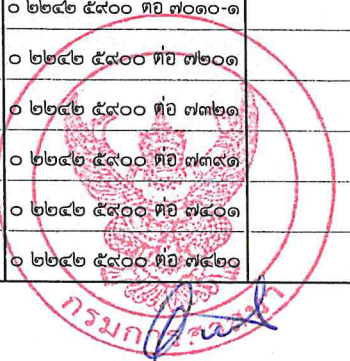 ๐ ๒๒๔๒ ๕๙๐๐ ต่อ ๗๐๑๐-๑
๐ ๒๒๔๒ ๕๙๐๐ ต่อ ๗๒๐๑
๐ ๒๒๔๒ ๕๙๐๐ ต่อ ๗๓๒๑
๐ ๒๒๔๒ ๕๙๐๐ ต่อ ๗๓๙๑
๐ ๒๒๔๒ ๕๙๐๐ ต่อ ๗๔๐๑
๐ ๒๒๔๒ ๕๙๐๐ ต่อ ๗๔๒๐